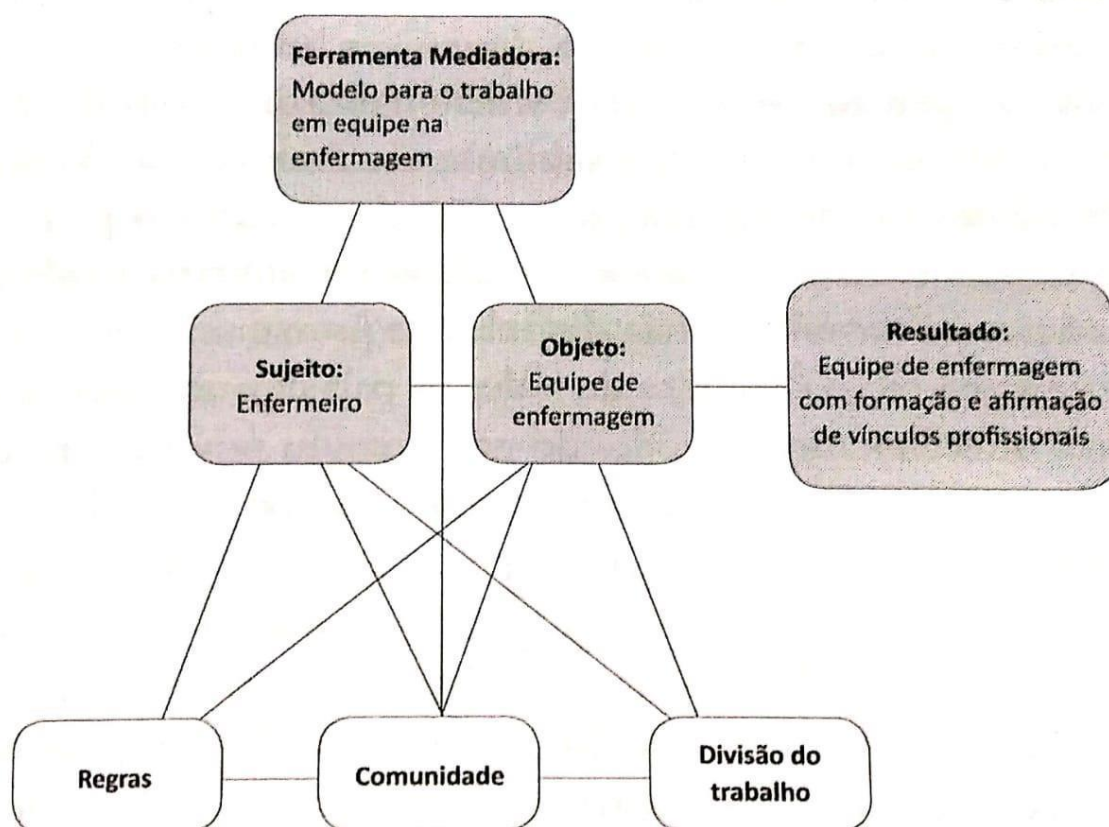 Ferramenta Mediadora:
Modelo para o trabalho
em equipe na
enfermagem
Sujeito:
Enfermeiro
Objeto:
Equipe de
enfermagem
Resultado:
Equipe de enfermagem
com formação e afirmação
de vínculos profissionais
Regras
Comunidade
Divisão do
trabalho